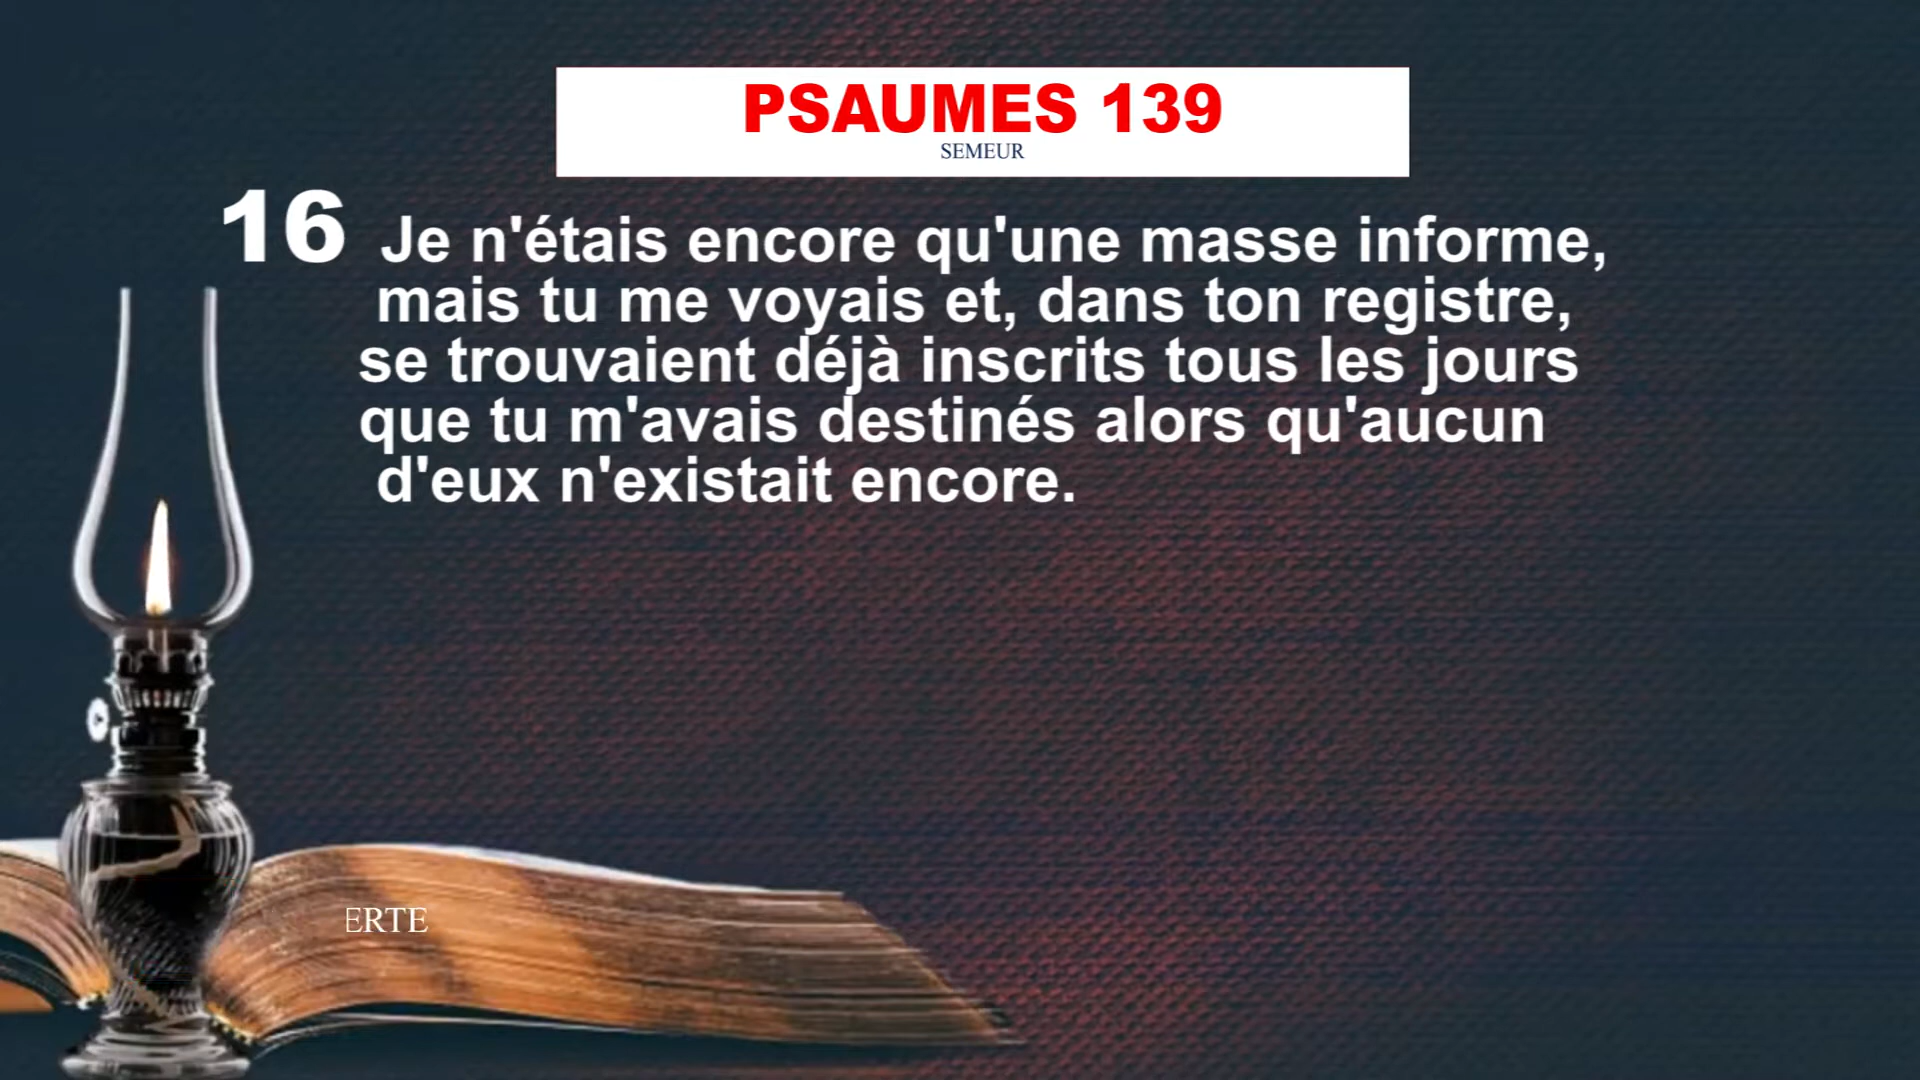 PSAUMES 139
SEMEUR
16 Je n'étais encore qu'une masse informe,
mais tu me voyais et, dans ton registre,
se trouvaient déjà inscrits tous les jours
que tu m'avais destinés alors qu'aucun
d'eux n'existait encore.
ERTE